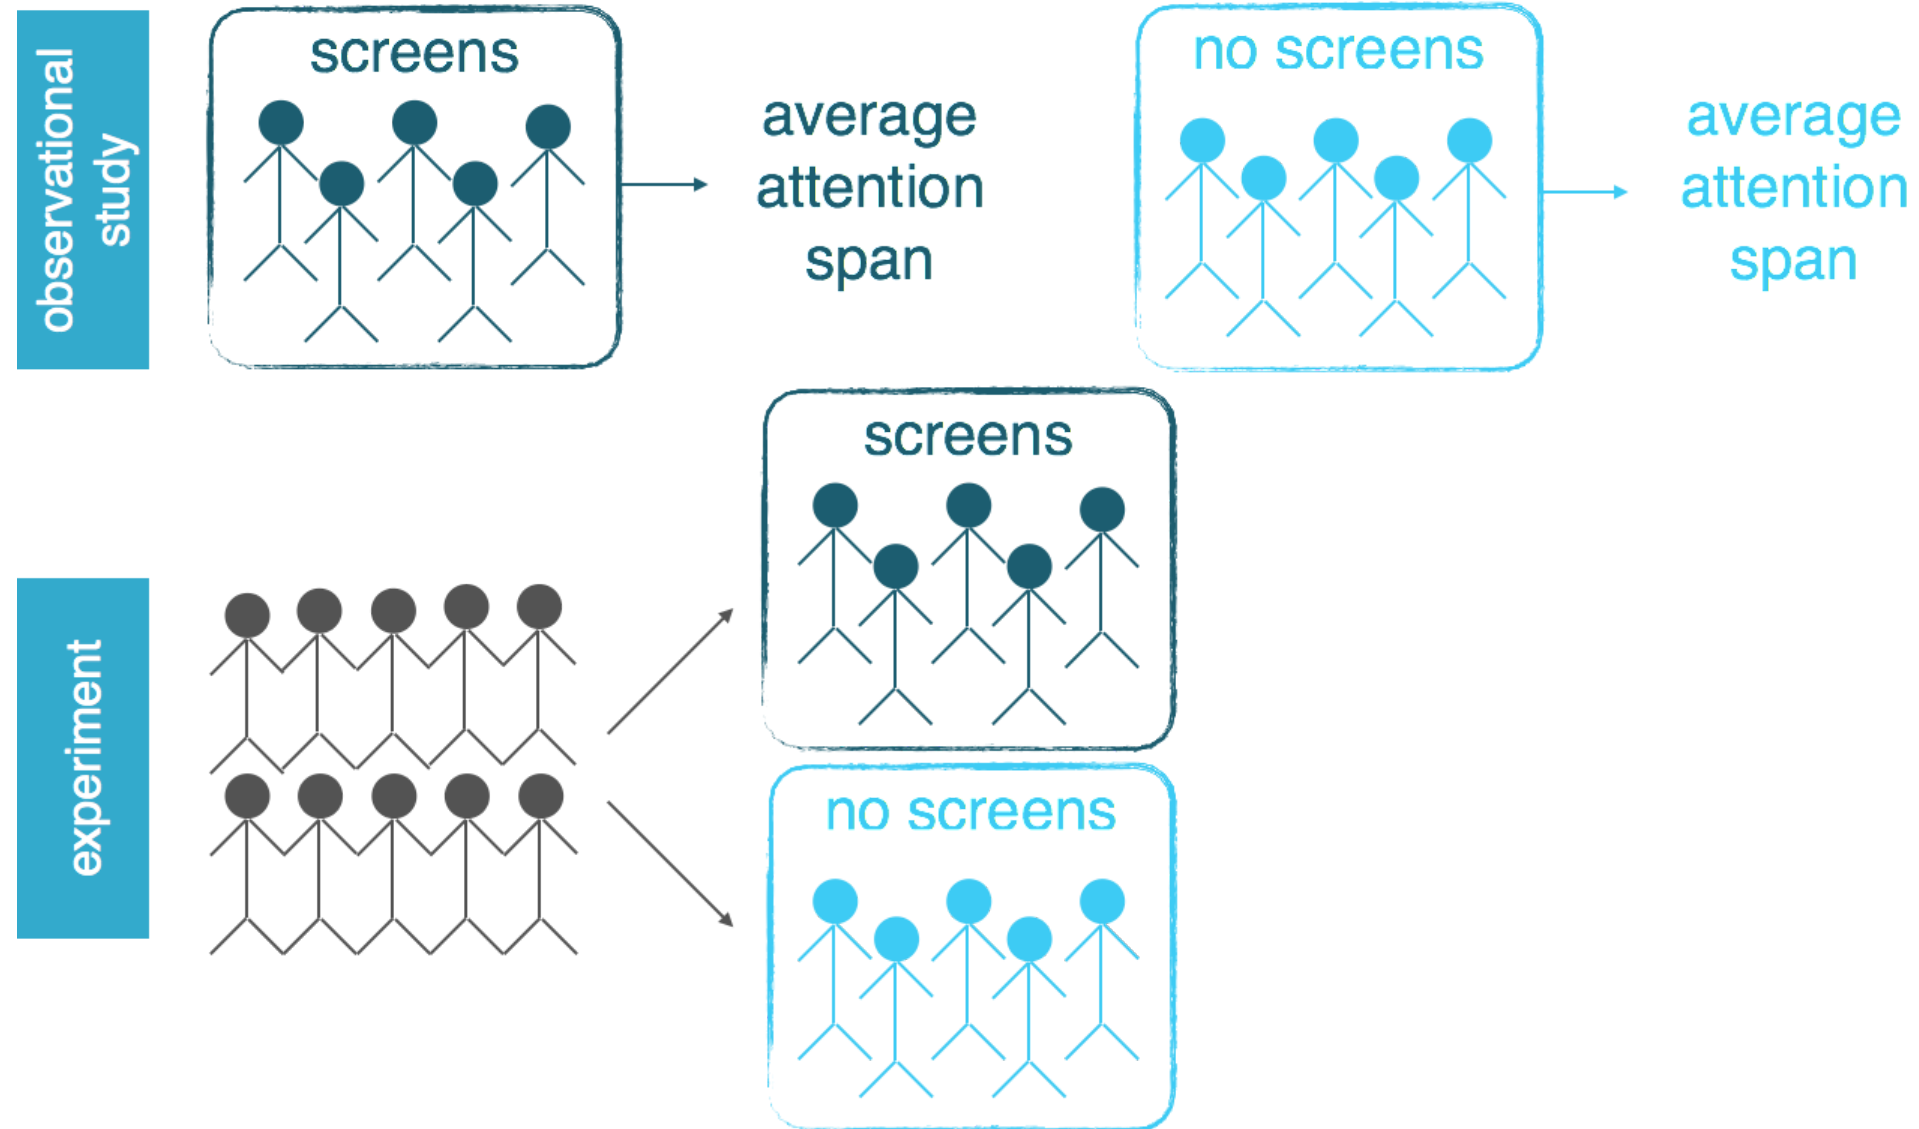 observational
study
screens
average
attention
span
no screens
average
attention
span
experiment
screens
no screens